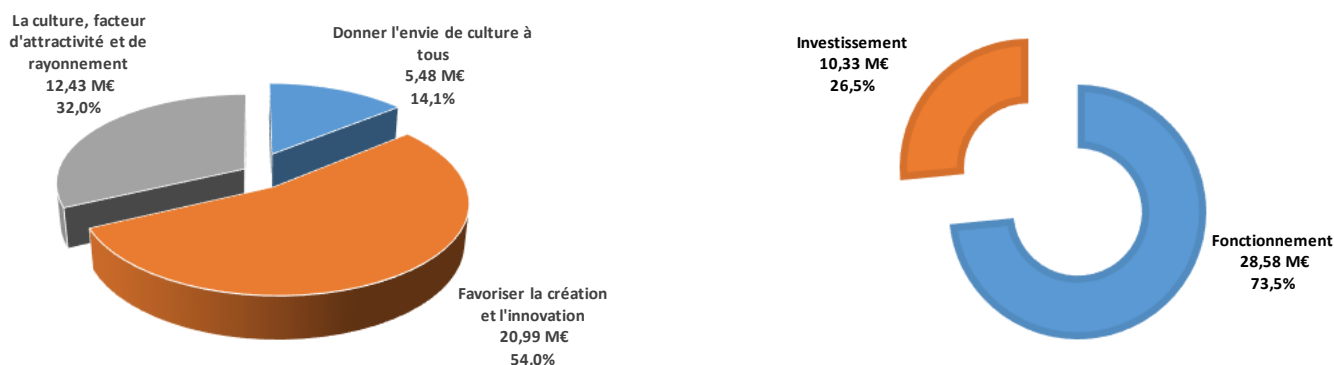 La culture, facteur
d'attractivité et de
rayonnement
12,43 M€
32,0%
Donner l'envie de culture à
tous
5,48 M€
14,1%
Favoriser la création
et l'innovation
20,99 M€
54,0%
Investissement
10,33 M€
26,5%
Fonctionnement
28,58 M€
73,5%